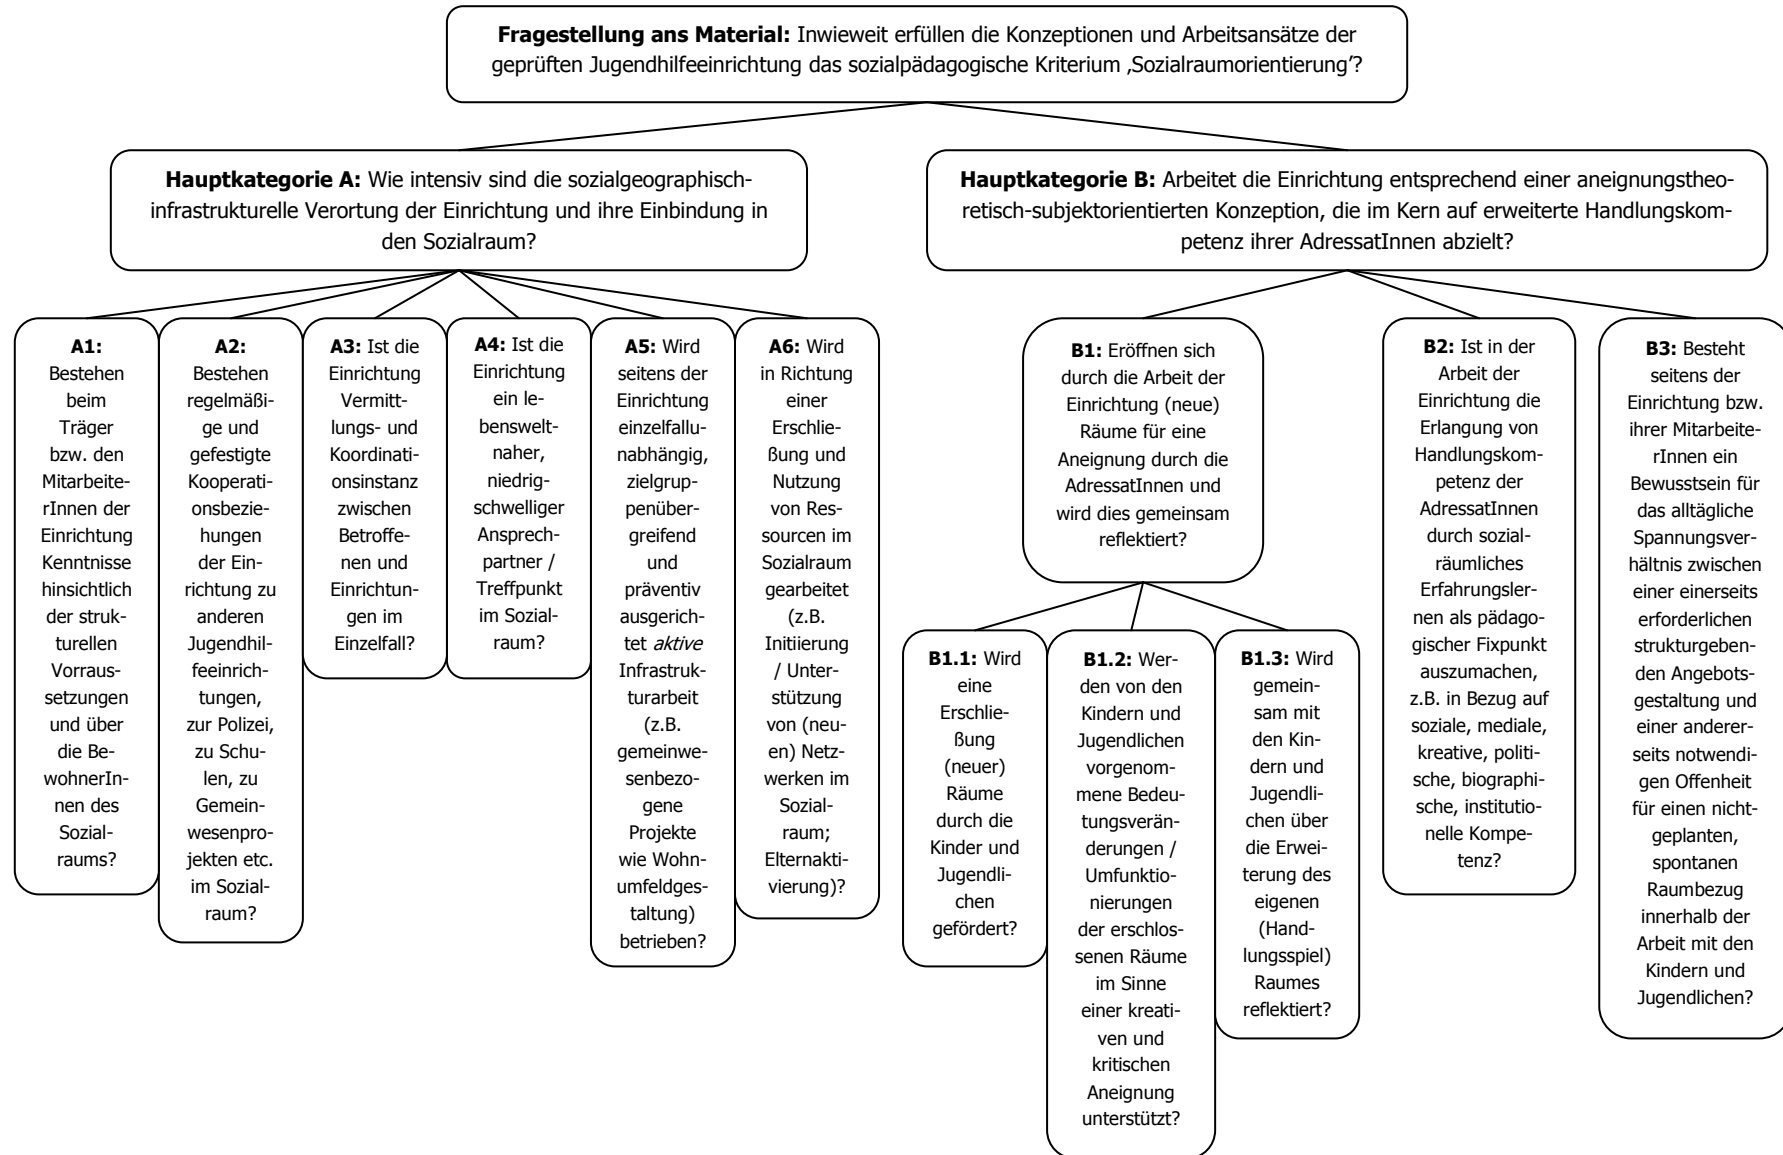 Fragestellung ans Material: Inwieweit erfüllen die Konzeptionen und Arbeitsansätze der
geprüften Jugendhilfeeinrichtung das sozialpädagogische Kriterium ‚Sozialraumorientierung‘?
Hauptkategorie A: Wie intensiv sind die sozialgeographisch-
infrastrukturelle Verortung der Einrichtung und ihre Einbindung in
den Sozialraum?
Hauptkategorie B: Arbeitet die Einrichtung entsprechend einer aneignungstheo-
retisch-subjektorientierten Konzeption, die im Kern auf erweiterte Handlungskom-
petenz ihrer AdressatInnen abzielt?
A1:
Bestehen
beim
Träger
bzw. den
Mitarbeite-
rInnen der
Einrichtung
Kenntnisse
hinsichtlich
der struk-
turellen
Vorraus-
setzungen
und über
die Be-
wohnerIn-
nen des
Sozial-
raums?
A2:
Bestehen
regelmäßi-
ge und
gefestigte
Kooperati-
onsbezie-
hungen
der Ein-
richtung zu
anderen
Jugendhil-
feeinrich-
tungen,
zur Polizei,
zu Schu-
len, zu
Gemein-
wesenpro-
jekten etc.
im Sozial-
raum?
A3: Ist die
Einrichtung
Vermitt-
lungs- und
Koordinati-
onsinstanz
zwischen
Betroffe-
nen und
Einrichtun-
gen im
Einzelfall?
A4: Ist die
Einrichtung
ein le-
benswelt-
naher,
niedrig-
schwelliger
Ansprech-
partner /
Treffpunkt
im Sozial-
raum?
A5: Wird
seitens der
Einrichtung
einzelfallu-
nabhängig,
zielgrup-
penüber-
greifend
und
präventiv
ausgerich-
tet aktive
Infrastruk-
turarbeit
(z.B.
gemeinwe-
senbezo-
gene
Projekte
wie Wohn-
umfeldges-
taltung)
betrieben?
A6: Wird
in Richtung
einer
Erschlie-
ßung und
Nutzung
von Res-
sourcen im
Sozialraum
gearbeitet
(z.B.
Initiierung
/ Unter-
stützung
von (neu-
en) Netz-
werken im
Sozial-
raum;
Elternakti-
vierung)?
B1: Eröffnen sich
durch die Arbeit der
Einrichtung (neue)
Räume für eine
Aneignung durch die
AdressatInnen und
wird dies gemeinsam
reflektiert?
B1.1: Wird
eine
Erschlie-
ßung
(neuer)
Räume
durch die
Kinder und
Jugendli-
chen
gefördert?
B1.2: Wer-
den von den
Kindern und
Jugendlichen
vorgenom-
mene Bedeu-
tungsverän-
derungen /
Umfunktio-
nierungen
der erschlos-
senen Räume
im Sinne
einer kreati-
ven und
kritischen
Aneignung
unterstützt?
B1.3: Wird
gemein-
sam mit
den Kin-
dern und
Jugendli-
chen über
die Erwei-
terung des
eigenen
(Hand-
lungsspiel)
Raumes
reflektiert?
B2: Ist in der
Arbeit der
Einrichtung die
Erlangung von
Handlungskom-
petenz der
AdressatInnen
durch sozial-
räumliches
Erfahrungsler-
nen als pädago-
gischer Fixpunkt
auszumachen,
z.B. in Bezug auf
soziale, mediale,
kreative, politi-
sche, biographi-
sche, institutio-
nelle Kompe-
tenz?
B3: Besteht
seitens der
Einrichtung bzw.
ihrer Mitarbeite-
rInnen ein
Bewusstsein für
das alltägliche
Spannungsver-
hältnis zwischen
einer einerseits
erforderlichen
strukturgeben-
den Angebots-
gestaltung und
einer anderer-
seits notwendi-
gen Offenheit
für einen nicht-
geplanten,
spontanen
Raumbezug
innerhalb der
Arbeit mit den
Kindern und
Jugendlichen?